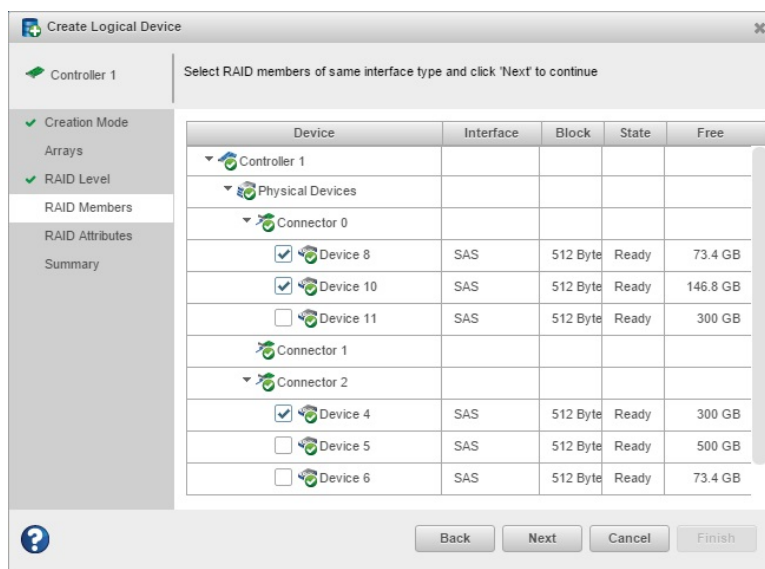 Create Logical Device
Controller 1
Select RAID members of same interface type and click 'Next' to continue
Creation Mode
Arrays
RAID Level
RAID Members
RAID Attributes
Summary
Device Interface Block State Free
Controller 1
Physical Devices
Connector 0
Device 8 SAS 512 Byte Ready 73.4 GB
Device 10 SAS 512 Byte Ready 146.8 GB
Device 11 SAS 512 Byte Ready 300 GB
Connector 1
Connector 2
Device 4 SAS 512 Byte Ready 300 GB
Device 5 SAS 512 Byte Ready 500 GB
Device 6 SAS 512 Byte Ready 73.4 GB
? Back Next Cancel Finish